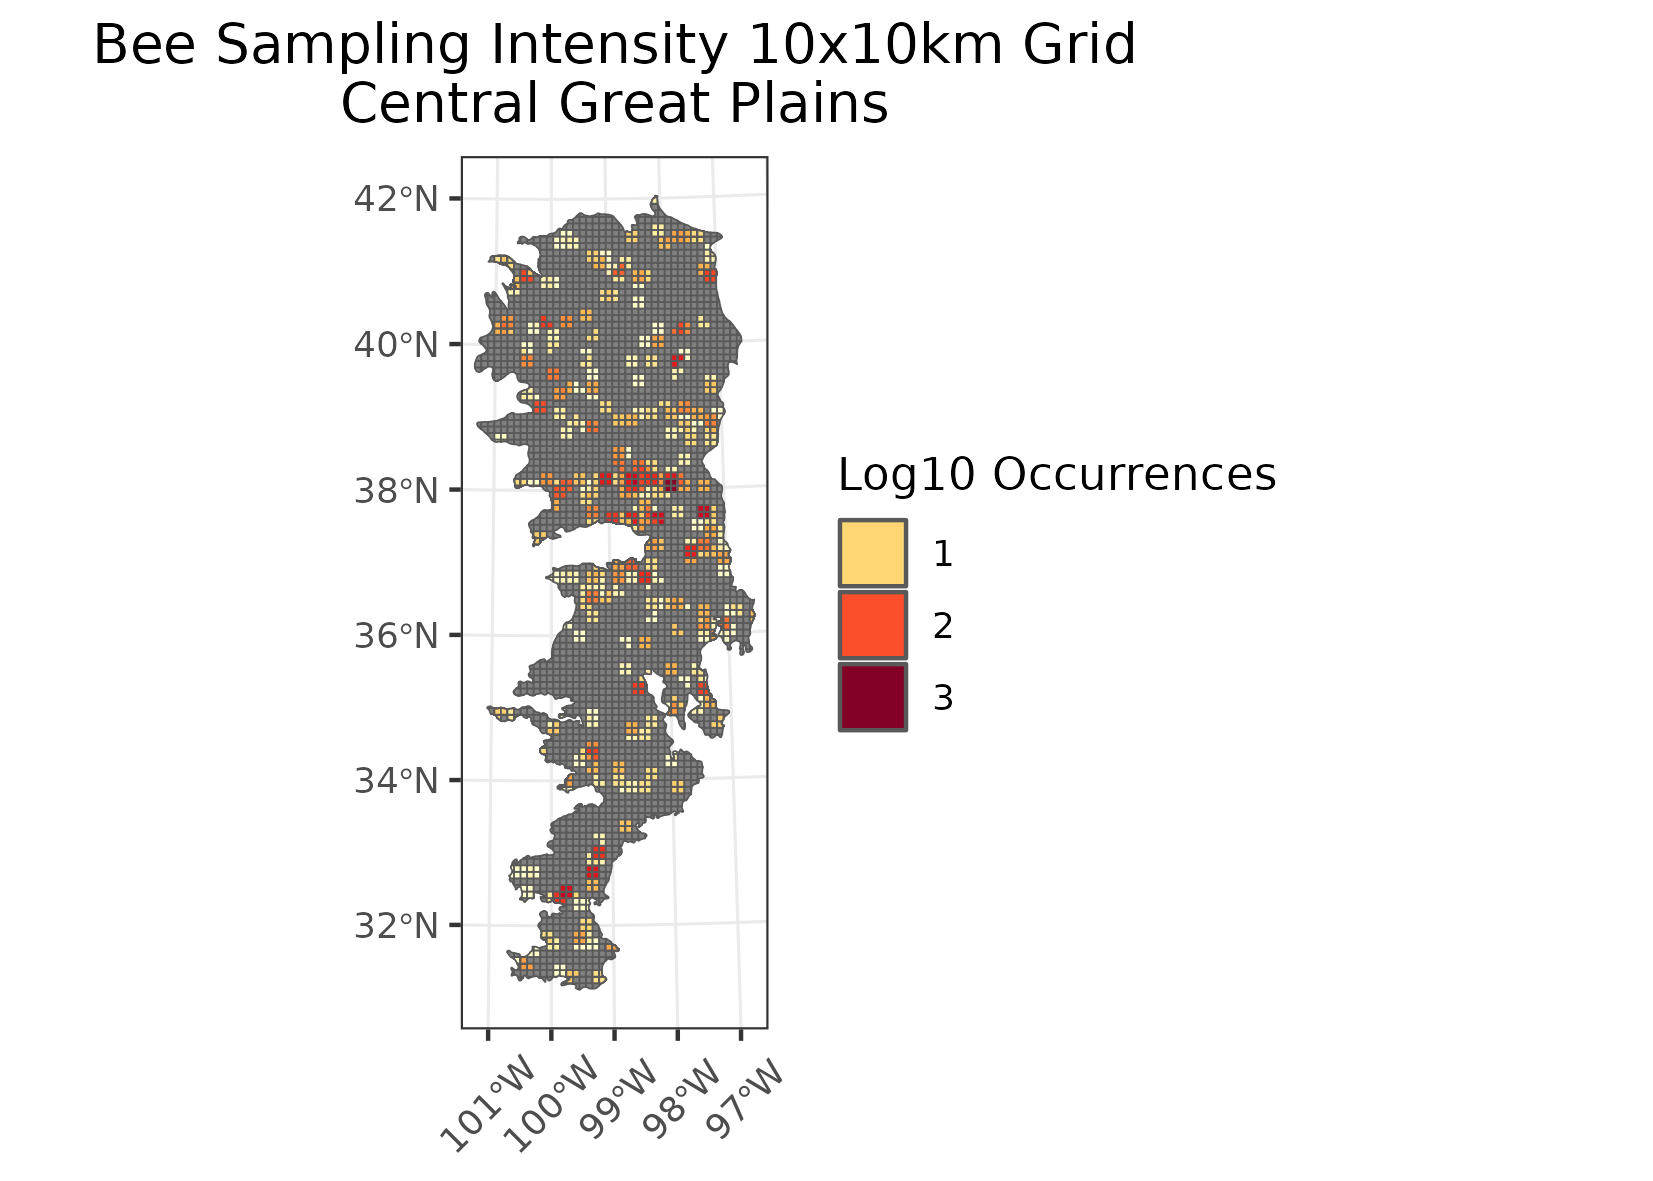 Bee Sampling Intensity 10x10km Grid
Central Great Plains
42°N
40°N
38°N
36°N
34°N
32°N
101°W
100°W
99°W
98°W
97°W
Log10 Occurrences
1
2
3